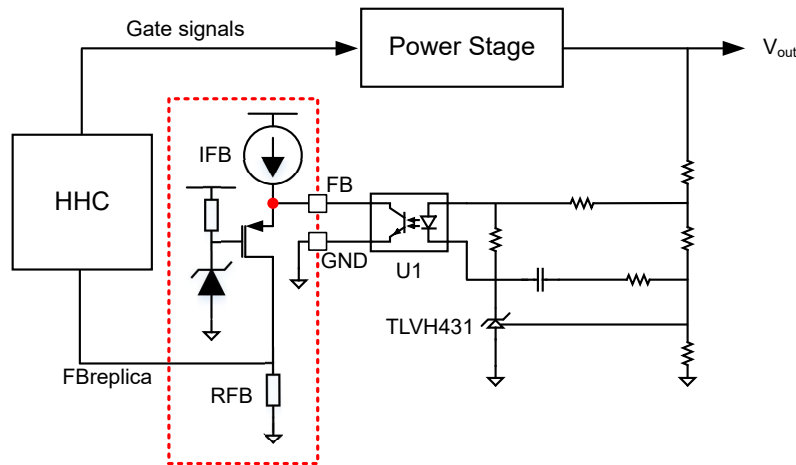 Gate signals
Power Stage
Vout
IFB
FB
HHC
GND
U1
TLVH431
FBreplica
RFB